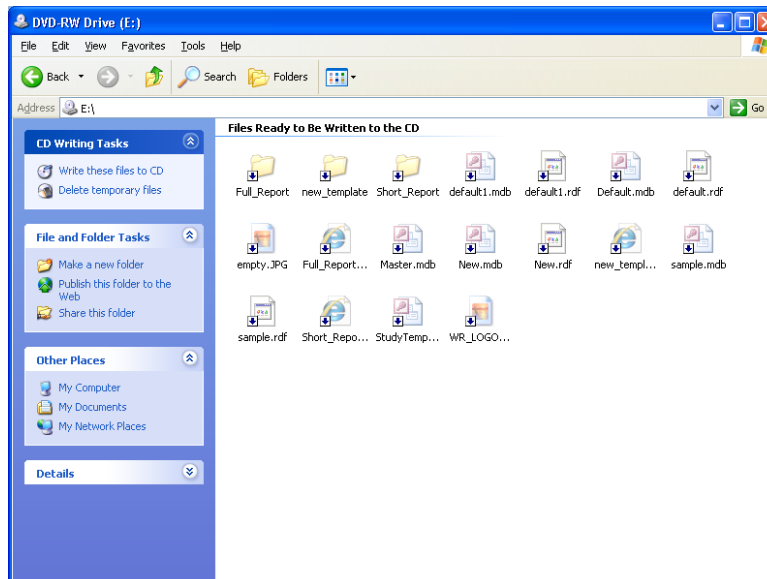 DVD-RW Drive (E:)
File Edit View Favorites Tools Help
Back Search Folders
Address E:\ Go
Files Ready to Be Written to the CD
CD Writing Tasks
Write these files to CD
Delete temporary files
File and Folder Tasks
Make a new folder
Publish this folder to the
Web
Share this folder
Other Places
My Computer
My Documents
My Network Places
Details
Full_Report new_template Short_Report default1.mdb default1.rdf Default.mdb default.rdf
empty.JPG Full_Report... Master.mdb New.mdb New.rdf new_templ... sample.mdb
sample.rdf Short_Repo... StudyTemp... WR_LOGO...